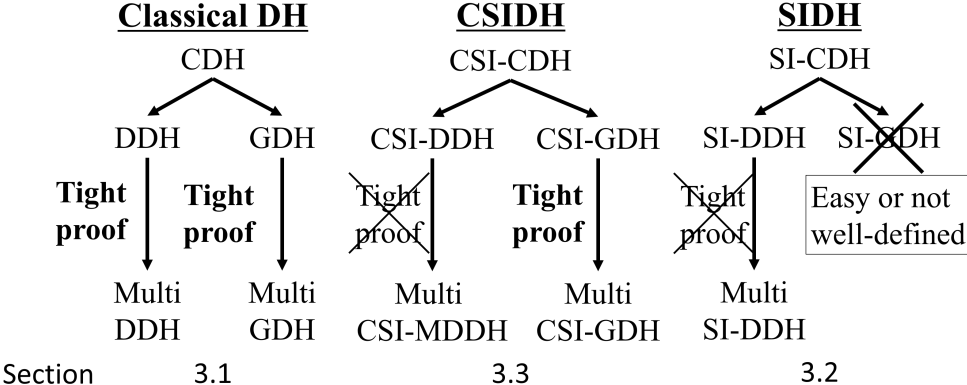 Classical DH CSIDH SIDH
CDH CSI-CDH SI-CDH
DDH GDH CSI-DDH CSI-GDH SI-DDH SI-GDH
Tight Tight Tight Tight Tight Easy or not
proof proof proof proof proof well-defined
Multi Multi Multi Multi Multi
DDH GDH CSI-MDDH CSI-GDH SI-DDH
Section 3.1 3.3 3.2